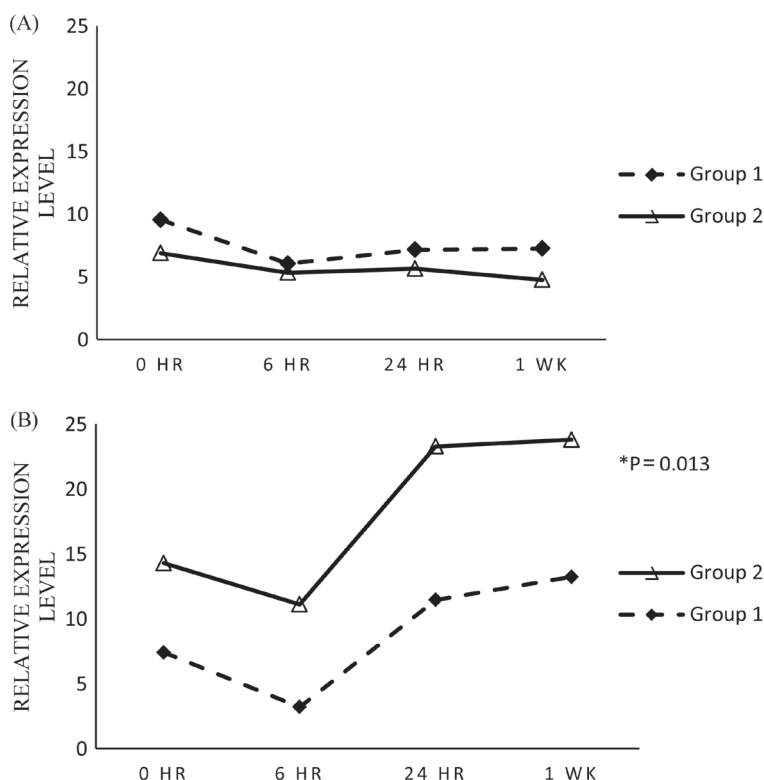 (A)
RELATIVE EXPRESSION
LEVEL
25
20
15
10
5
0
0 HR 6 HR 24 HR 1 WK
Group 1
Group 2
(B)
RELATIVE EXPRESSION
LEVEL
25
20
15
10
5
0
0 HR 6 HR 24 HR 1 WK
*P = 0.013
Group 2
Group 1